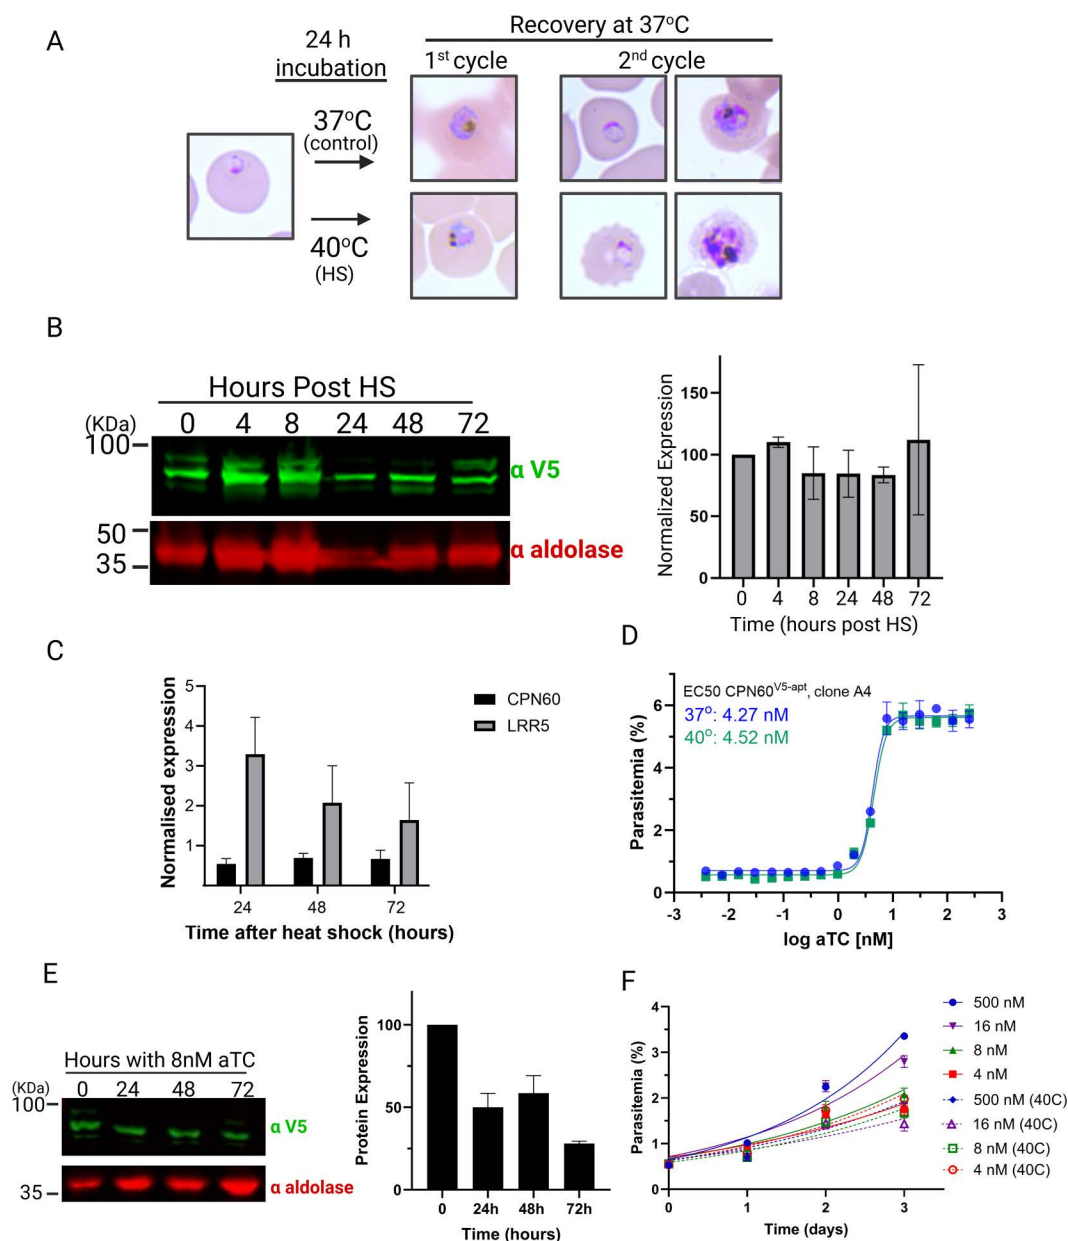 A
Recovery at 37°C
24 h
incubation
1st cycle
2nd cycle
37°C
(control)
40°C
(HS)
B
Hours Post HS
(KDa)
0 4 8 24 48 72
100
α V5
50
35
α aldolase
Normalized Expression
150
100
50
0
0 4 8 24 48 72
Time (hours post HS)
C
Normalised expression
5
4
3
2
1
24 48 72
Time after heat shock (hours)
CPN60
LRR5
D
EC50 CPN60V5-apt, clone A4
37°: 4.27 nM
40°: 4.52 nM
Parasitemia (%)
6
4
2
0
-3 -2 -1 0 1 2 3
log aTC [nM]
E
Hours with 8nM aTC
(KDa)
0 24 48 72
100
α V5
35
α aldolase
Protein Expression
100
50
0
0 24h 48h 72h
Time (hours)
F
Parasitemia (%)
4
3
2
1
0
0 1 2 3
Time (days)
500 nM
16 nM
8 nM
4 nM
500 nM (40C)
16 nM (40C)
8 nM (40C)
4 nM (40C)